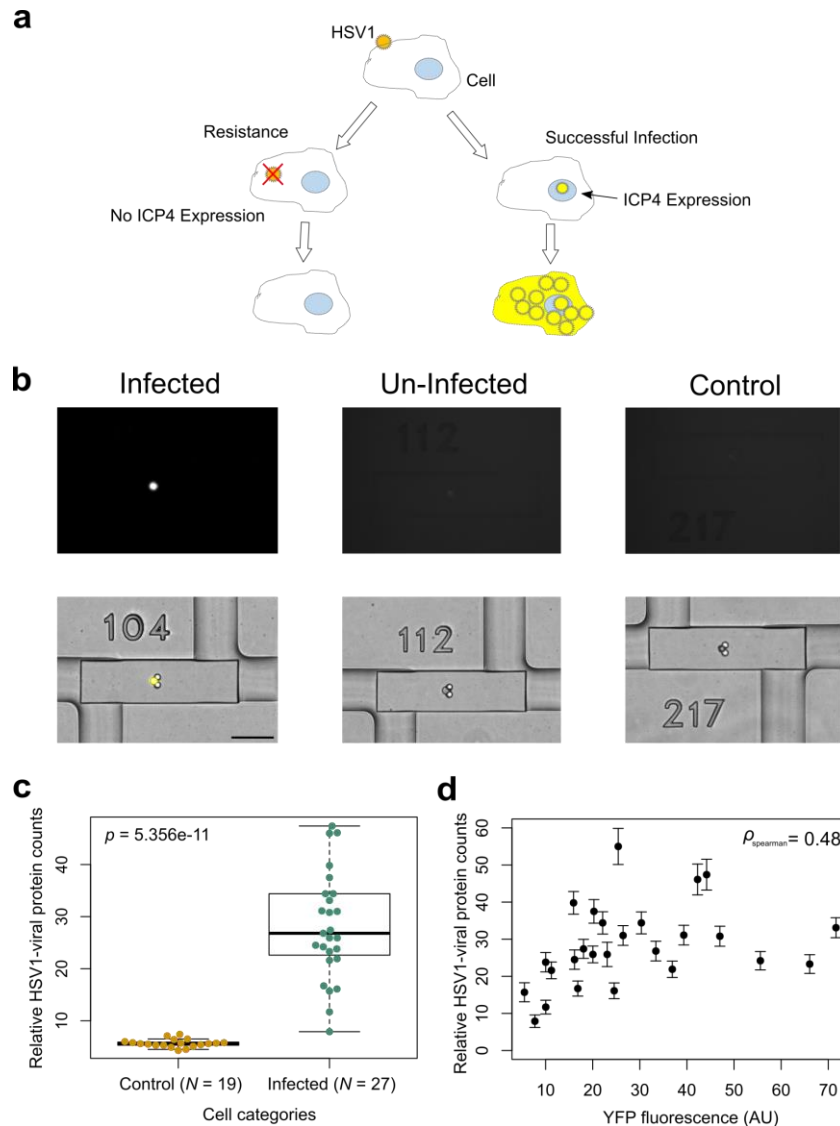 a
HSV1
Cell
Resistance
Successful Infection
No ICP4 Expression
ICP4 Expression
b
Infected
Un-Infected
Control
112
217
104
112
217
c
p = 5.356e-11
Relative HSV1-viral protein counts
40
30
20
10
Control (N = 19)
Infected (N = 27)
Cell categories
d
ρspearman = 0.48
Relative HSV1-viral protein counts
60
50
40
30
20
10
0
10 20 30 40 50 60 70
YFP fluorescence (AU)